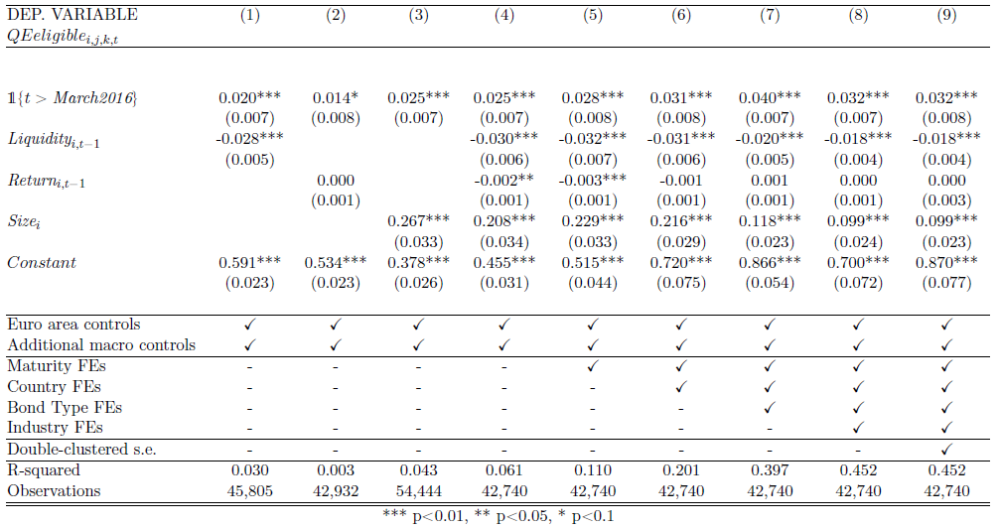 DEP. VARIABLE (1) (2) (3) (4) (5) (6) (7) (8) (9)
QEeligible_{i,j,k,t}
𝟙{t > March2016} 0.020*** 0.014* 0.025*** 0.025*** 0.028*** 0.031*** 0.040*** 0.032*** 0.032***
(0.007) (0.008) (0.007) (0.007) (0.008) (0.008) (0.007) (0.007) (0.008)
Liquidity_{i,t−1} -0.028*** -0.030*** -0.032*** -0.031*** -0.020*** -0.018*** -0.018***
(0.005) (0.006) (0.007) (0.006) (0.005) (0.004) (0.004)
Return_{i,t−1} 0.000 -0.002** -0.003*** -0.001 0.001 0.000 0.000
(0.001) (0.001) (0.001) (0.001) (0.001) (0.001) (0.003)
Size_i 0.267*** 0.208*** 0.229*** 0.216*** 0.118*** 0.099*** 0.099***
(0.033) (0.034) (0.033) (0.029) (0.023) (0.024) (0.023)
Constant 0.591*** 0.534*** 0.378*** 0.455*** 0.515*** 0.720*** 0.866*** 0.700*** 0.870***
(0.023) (0.023) (0.026) (0.031) (0.044) (0.075) (0.054) (0.072) (0.077)
Euro area controls ✓ ✓ ✓ ✓ ✓ ✓ ✓ ✓ ✓
Additional macro controls ✓ ✓ ✓ ✓ ✓ ✓ ✓ ✓ ✓
Maturity FEs - - - - ✓ ✓ ✓ ✓ ✓
Country FEs - - - - - ✓ ✓ ✓ ✓
Bond Type FEs - - - - - - ✓ ✓ ✓
Industry FEs - - - - - - - ✓ ✓
Double-clustered s.e. - - - - - - - - ✓
R-squared 0.030 0.003 0.043 0.061 0.110 0.201 0.397 0.452 0.452
Observations 45,805 42,932 54,444 42,740 42,740 42,740 42,740 42,740 42,740
*** p<0.01, ** p<0.05, * p<0.1